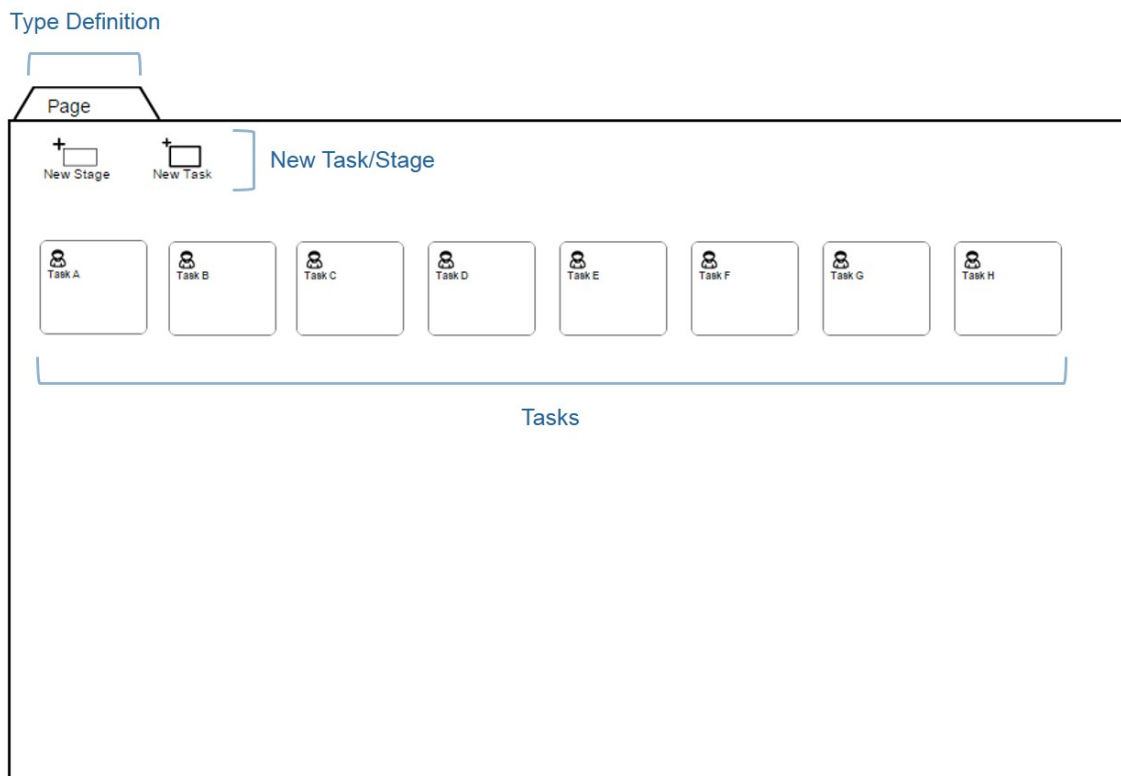 Type Definition
Page
New Stage New Task
New Task/Stage
Task A Task B Task C Task D Task E Task F Task G Task H
Tasks